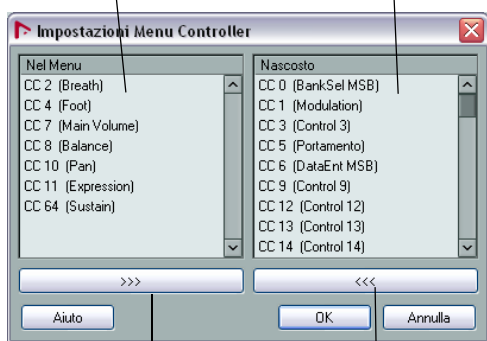 Impostazioni Menu Controller
Nel Menu
CC 2 (Breath)
CC 4 (Foot)
CC 7 (Main Volume)
CC 8 (Balance)
CC 10 (Pan)
CC 11 (Expression)
CC 64 (Sustain)
>>>
Nascosto
CC 0 (BankSel MSB)
CC 1 (Modulation)
CC 3 (Control 3)
CC 5 (Portamento)
CC 6 (DataEnt MSB)
CC 9 (Control 9)
CC 12 (Control 12)
CC 13 (Control 13)
CC 14 (Control 14)
<<<
Aiuto
OK
Annulla